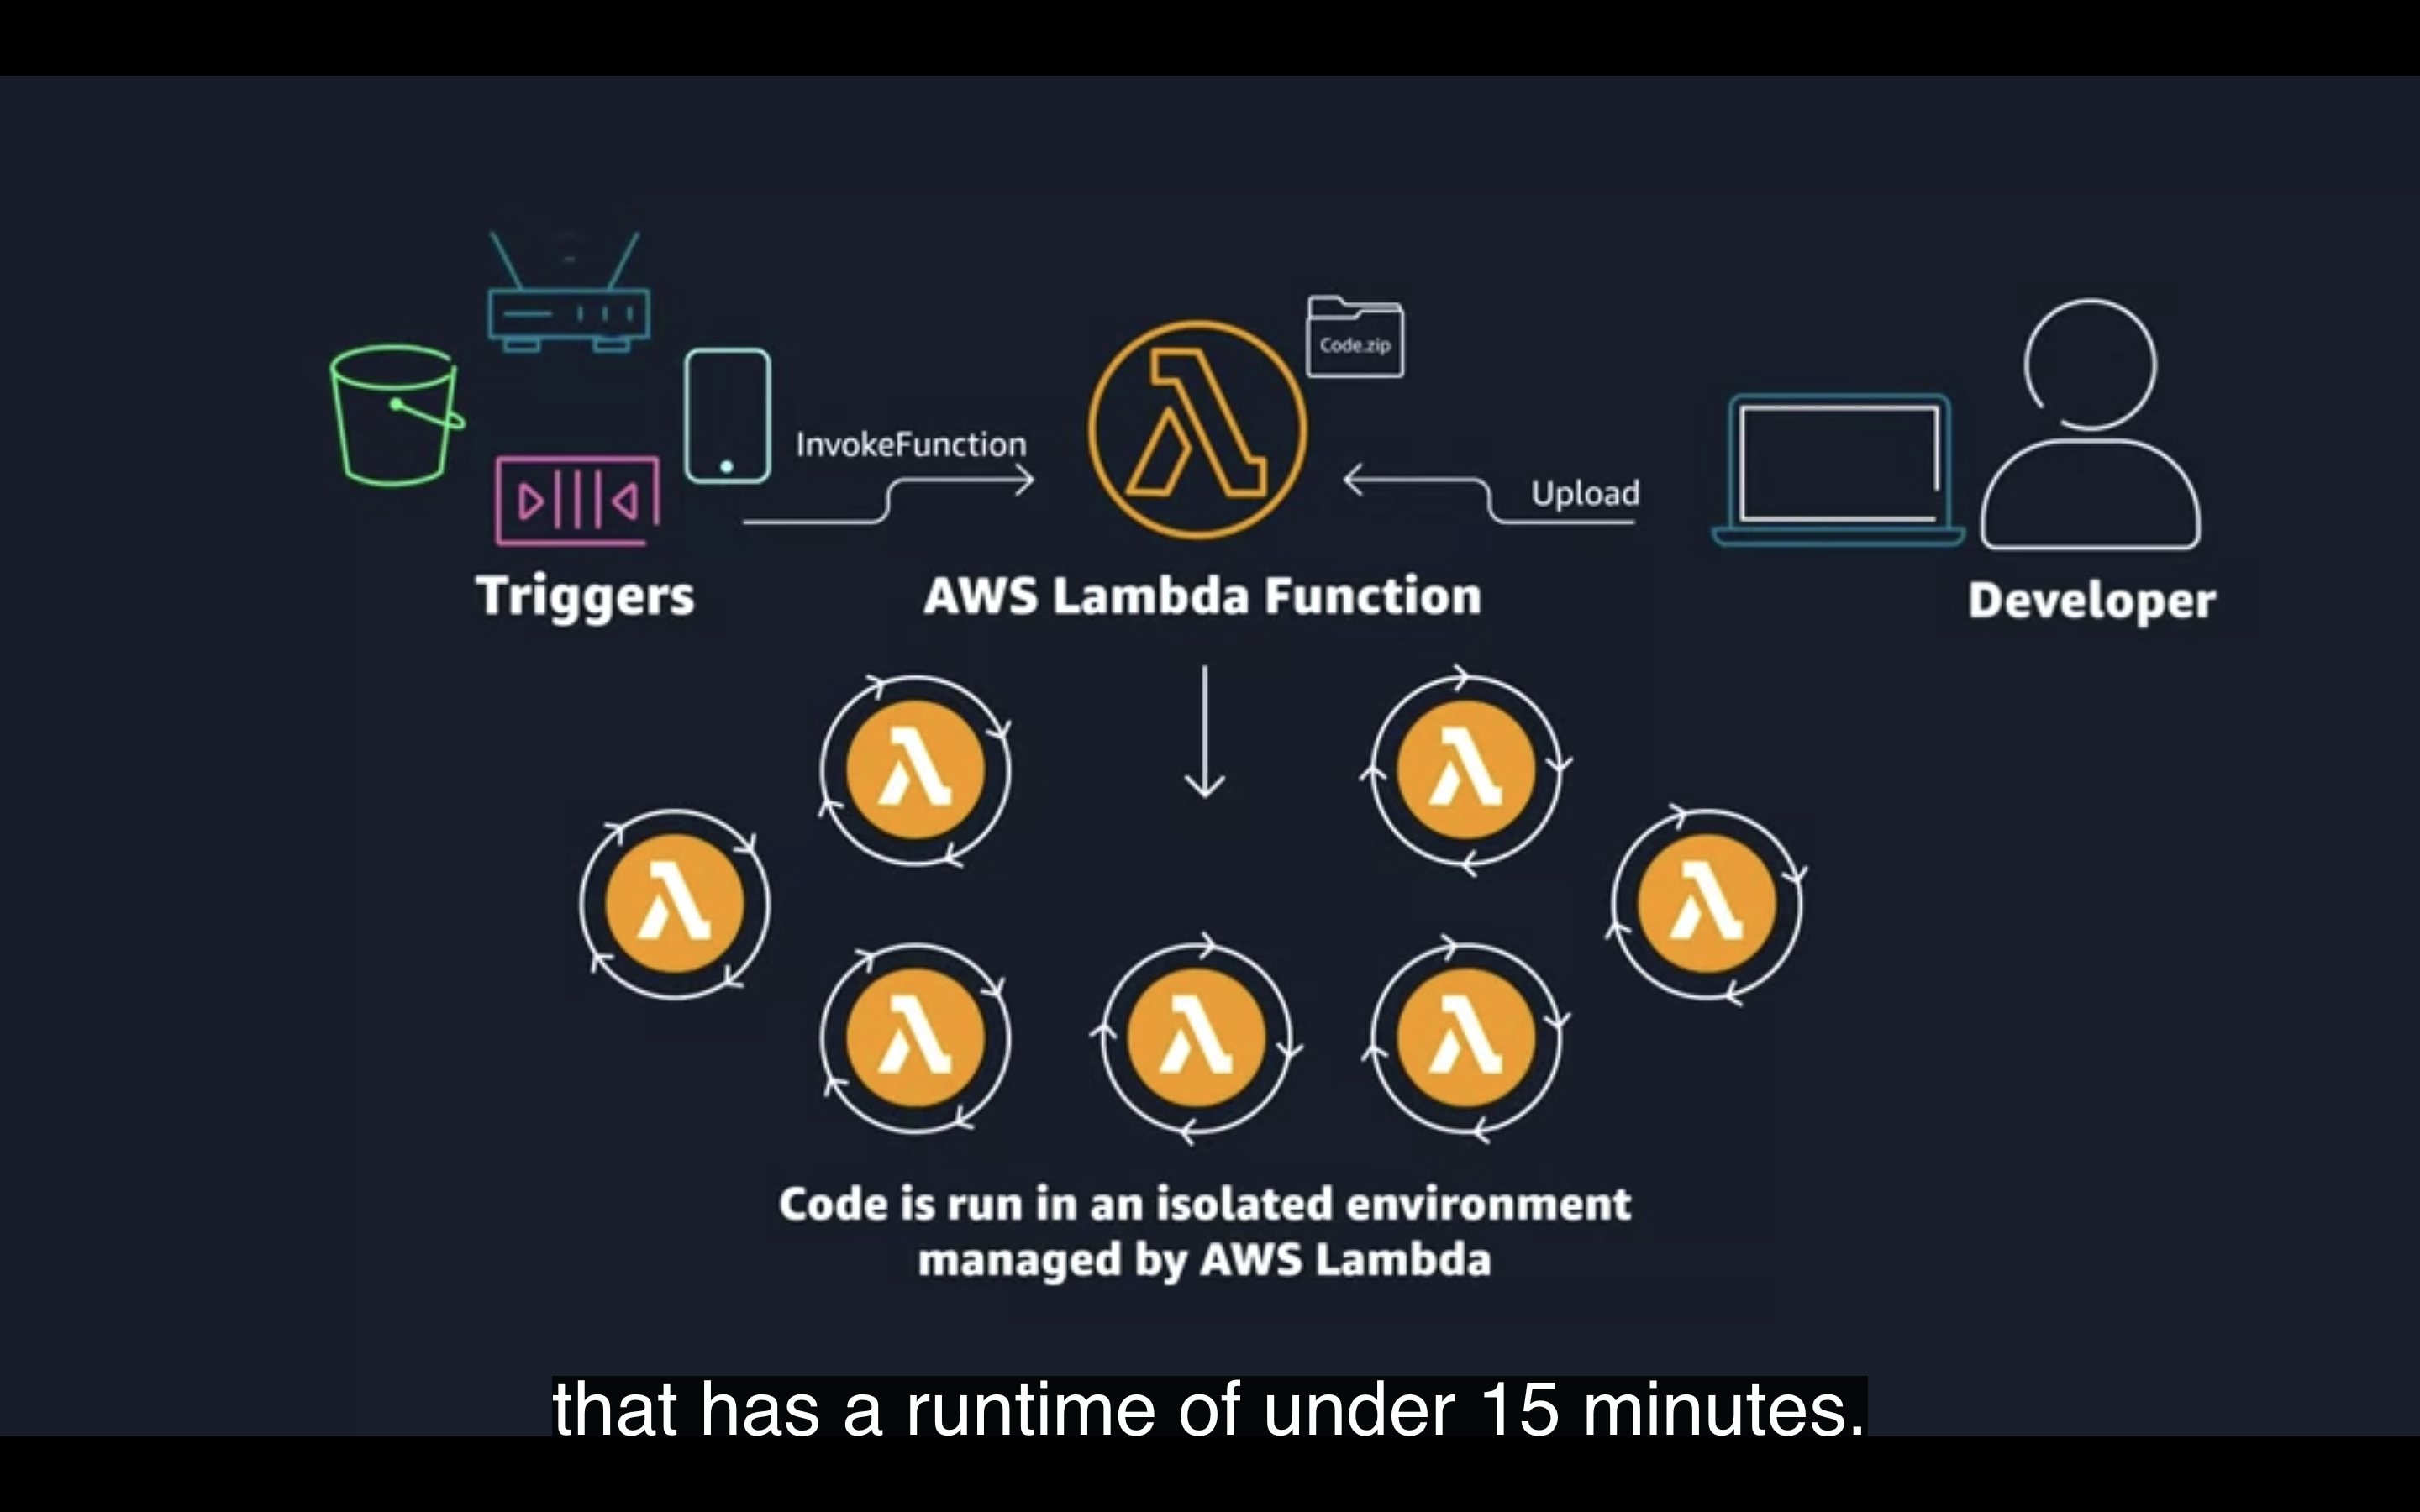 Code.zip
InvokeFunction
Upload
Triggers
AWS Lambda Function
Developer
Code is run in an isolated environment
managed by AWS Lambda
that has a runtime of under 15 minutes.